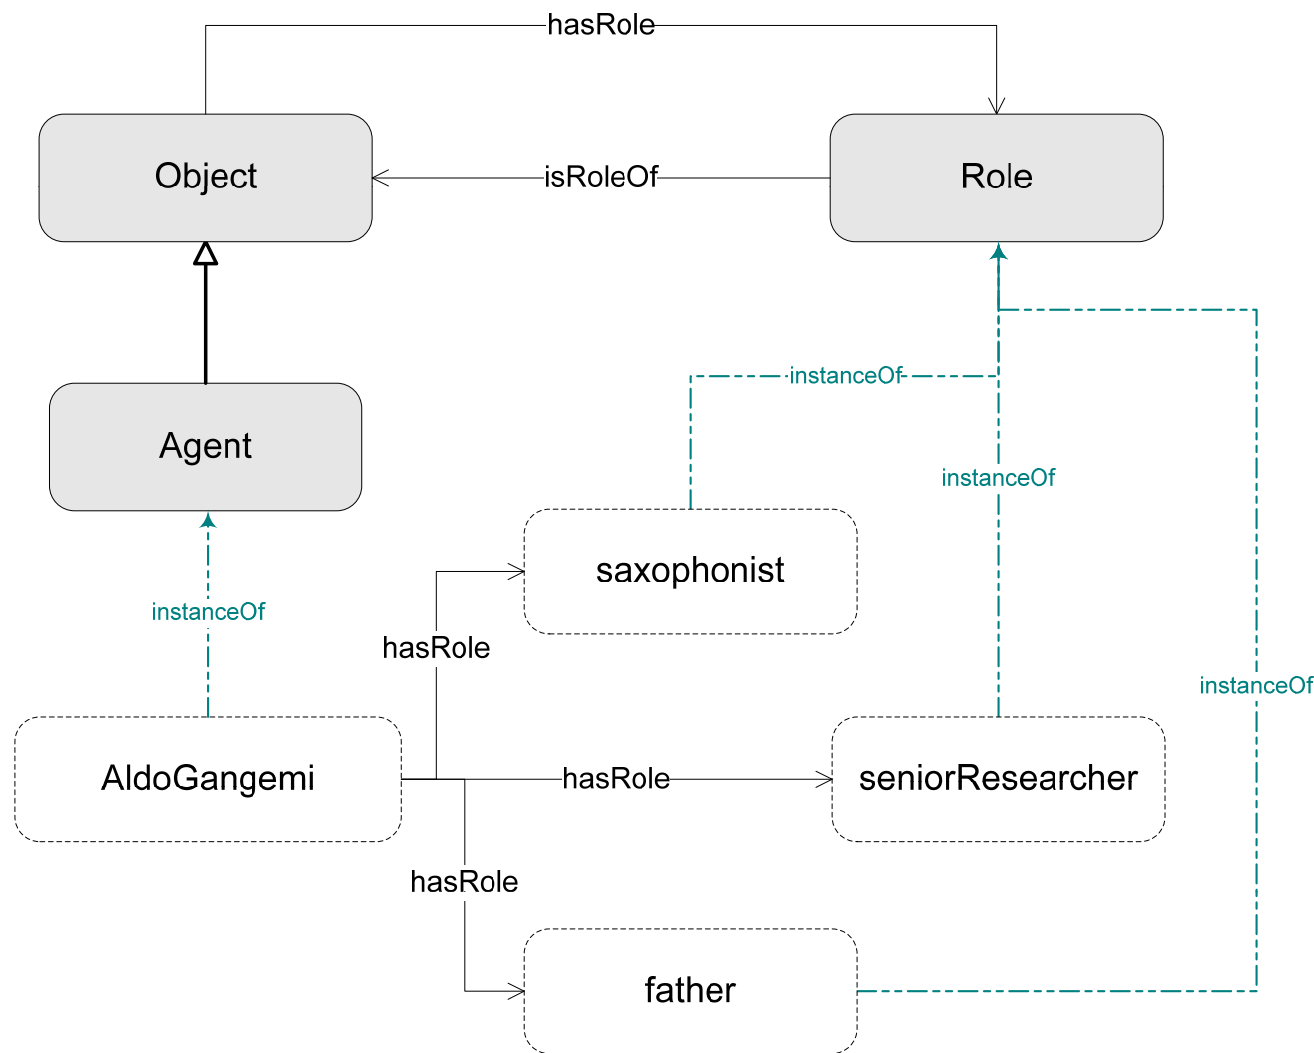 hasRole
Object
isRoleOf
Role
instanceOf
Agent
instanceOf
saxophonist
instanceOf
hasRole
instanceOf
AldoGangemi
hasRole
seniorResearcher
hasRole
father